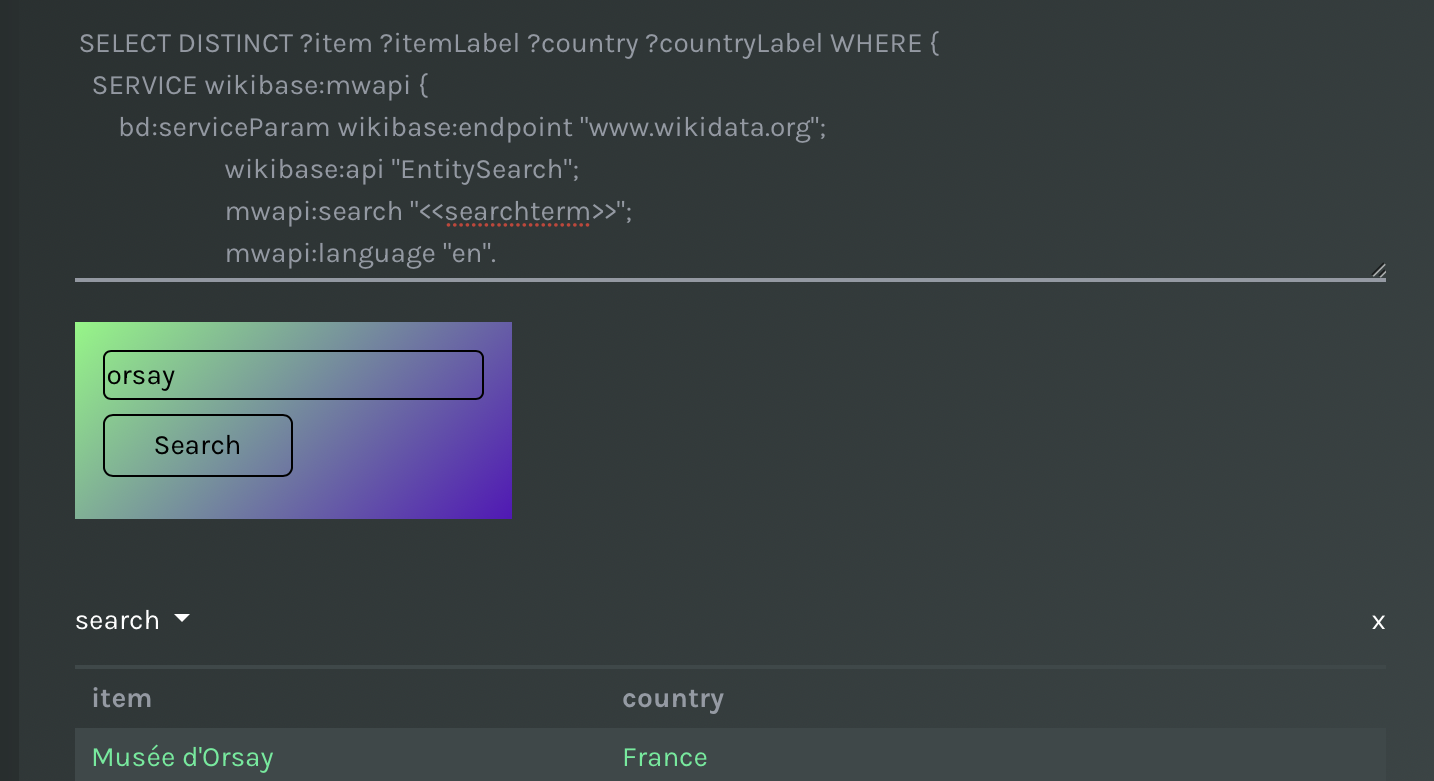 SELECT DISTINCT ?item ?itemLabel ?country ?countryLabel WHERE {
SERVICE wikibase:mwapi {
bd:serviceParam wikibase:endpoint "www.wikidata.org";
wikibase:api "EntitySearch";
mwapi:search "<<searchterm>>";
mwapi:language "en".
orsay
Search
search
x
item country
Musée d'Orsay France